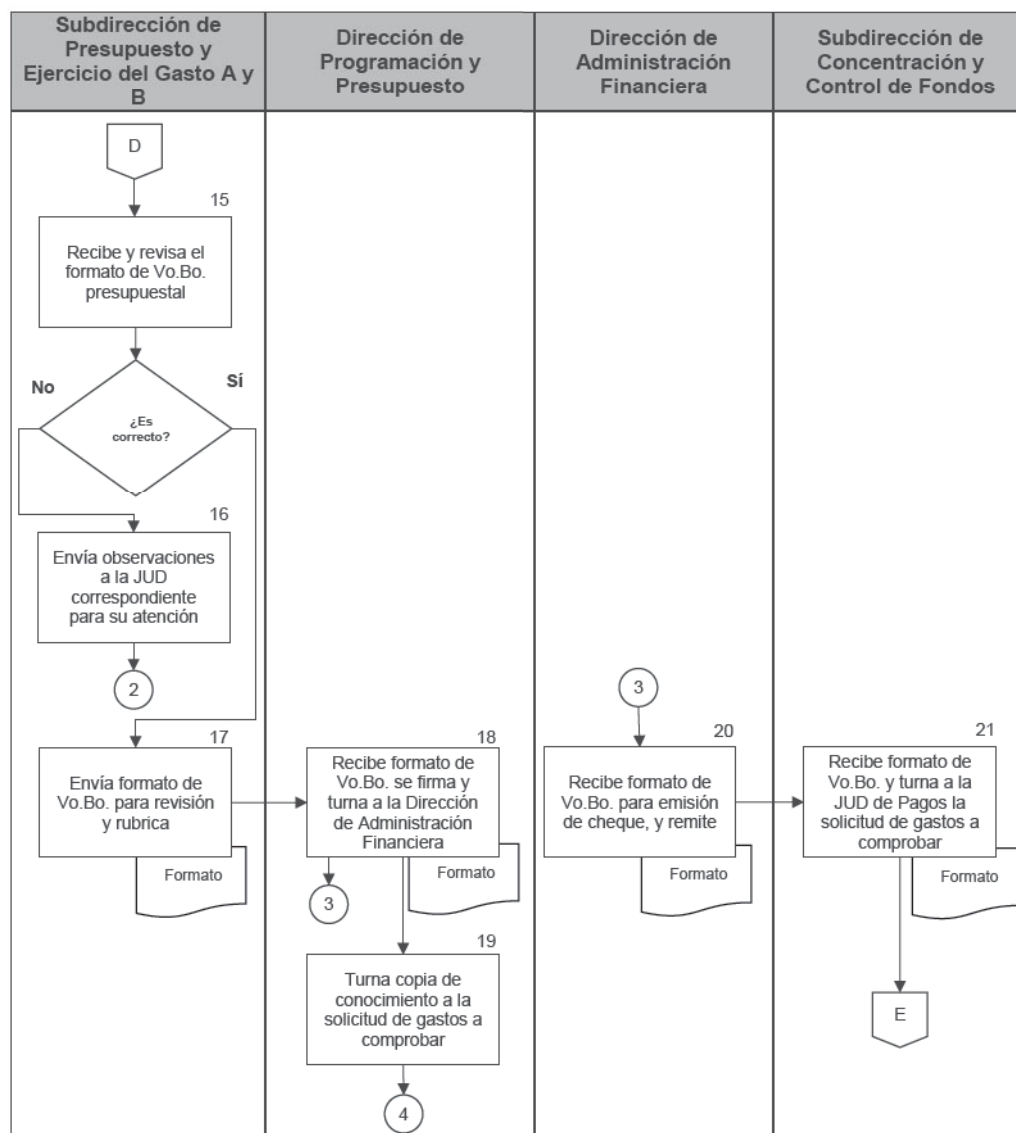 Subdirección de
Presupuesto y
Ejercicio del Gasto A y
B
Dirección de
Programación y
Presupuesto
Dirección de
Administración
Financiera
Subdirección de
Concentración y
Control de Fondos
D
15
Recibe y revisa el
formato de Vo.Bo.
presupuestal
No
Sí
¿Es
correcto?
16
Envía observaciones
a la JUD
correspondiente
para su atención
2
17
Envía formato de
Vo.Bo. para revisión
y rubrica
Formato
18
Recibe formato de
Vo.Bo. se firma y
turna a la Dirección
de Administración
Financiera
Formato
3
19
Turna copia de
conocimiento a la
solicitud de gastos a
comprobar
4
3
20
Recibe formato de
Vo.Bo. para emisión
de cheque, y remite
Formato
21
Recibe formato de
Vo.Bo. y turna a la
JUD de Pagos la
solicitud de gastos a
comprobar
Formato
E